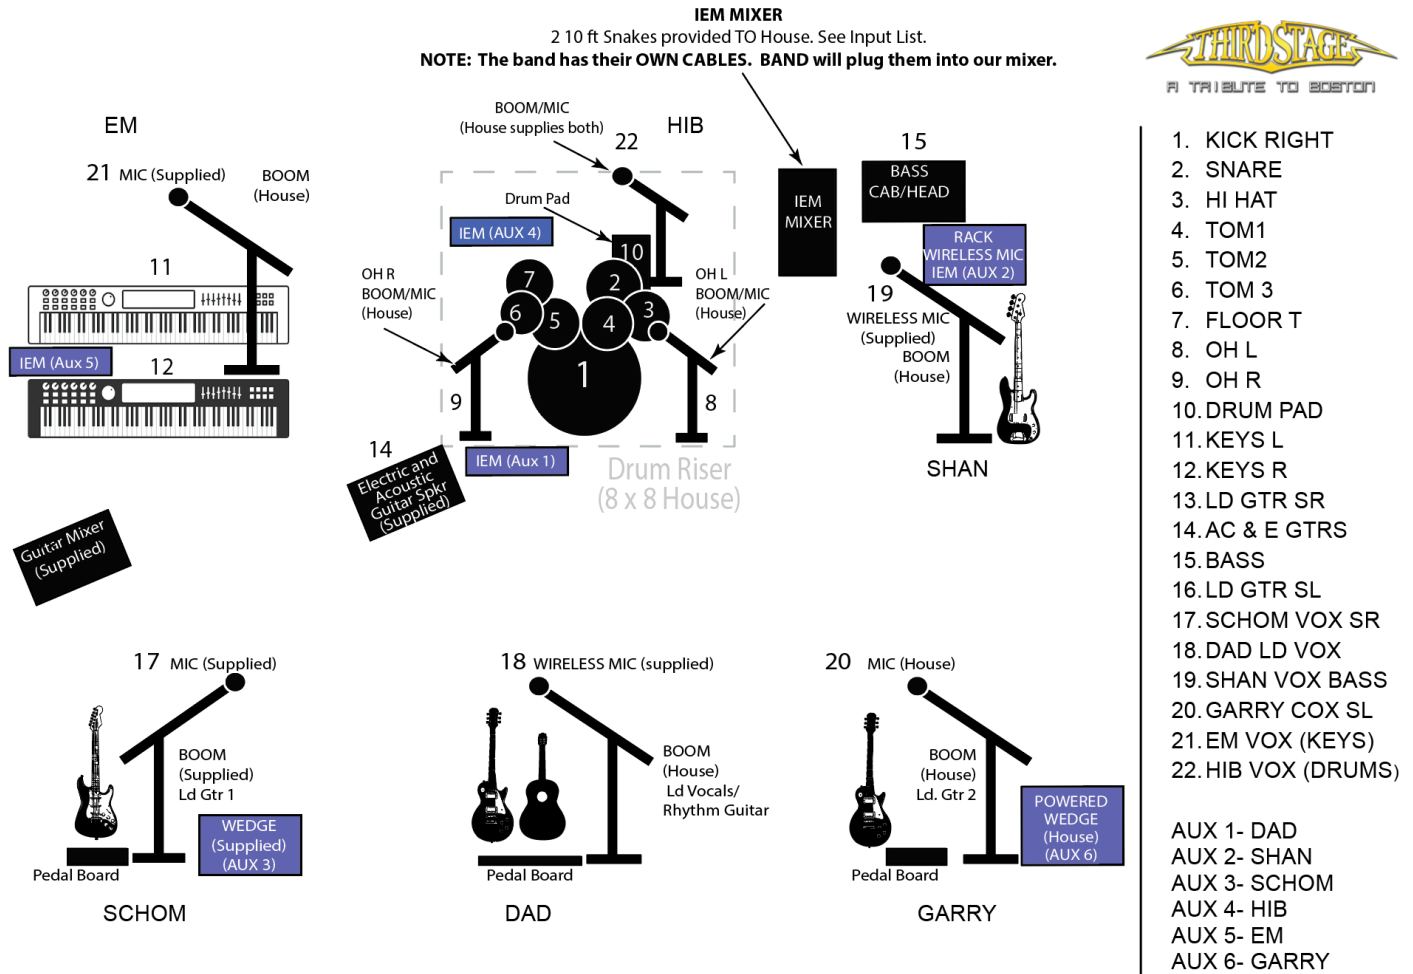 IEM MIXER
2 10 ft Snakes provided TO House. See Input List.
NOTE: The band has their OWN CABLES. BAND will plug them into our mixer.
THIRD STAGE
A TRIBUTE TO BOSTON
EM
21 MIC (Supplied)
BOOM
(House)
11
IEM (Aux 5)
12
BOOM/MIC
(House supplies both)
22
HIB
Drum Pad
IEM (AUX 4)
10
OH R
BOOM/MIC
(House)
OH L
BOOM/MIC
(House)
7
2
6
5
4
3
1
9
8
IEM (Aux 1)
Drum Riser
(8 x 8 House)
14
Electric and
Acoustic
Guitar Spkr
(Supplied)
Guitar Mixer
(Supplied)
IEM
MIXER
15
BASS
CAB/HEAD
RACK
WIRELESS MIC
IEM (AUX 2)
19
WIRELESS MIC
(Supplied)
BOOM
(House)
SHAN
17 MIC (Supplied)
BOOM
(Supplied)
Ld Gtr 1
WEDGE
(Supplied)
(AUX 3)
Pedal Board
SCHOM
18 WIRELESS MIC (supplied)
BOOM
(House)
Ld Vocals/
Rhythm Guitar
Pedal Board
DAD
20 MIC (House)
BOOM
(House)
Ld. Gtr 2
POWERED
WEDGE
(House)
(AUX 6)
Pedal Board
GARRY
1. KICK RIGHT
2. SNARE
3. HI HAT
4. TOM1
5. TOM2
6. TOM 3
7. FLOOR T
8. OH L
9. OH R
10. DRUM PAD
11. KEYS L
12. KEYS R
13. LD GTR SR
14. AC & E GTRS
15. BASS
16. LD GTR SL
17. SCHOM VOX SR
18. DAD LD VOX
19. SHAN VOX BASS
20. GARRY COX SL
21. EM VOX (KEYS)
22. HIB VOX (DRUMS)
AUX 1- DAD
AUX 2- SHAN
AUX 3- SCHOM
AUX 4- HIB
AUX 5- EM
AUX 6- GARRY